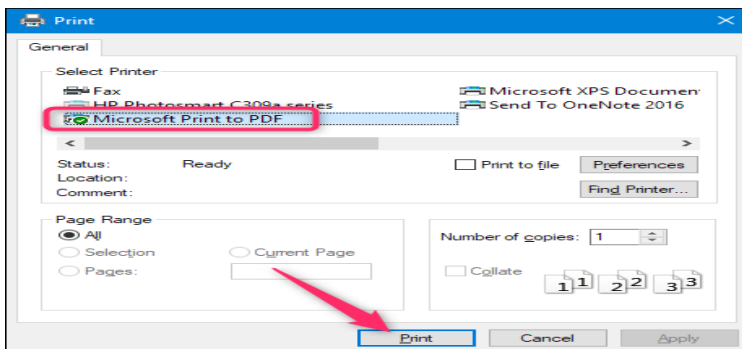 Print
General
Select Printer
Fax
HP Photosmart C309a series
Microsoft Print to PDF
Microsoft XPS Documen
Send To OneNote 2016
Status: Ready
Location:
Comment:
Print to file
Preferences
Find Printer...
Page Range
All
Selection Current Page
Pages:
Number of copies: 1
Collate
1 1 2 2 3 3
Print Cancel Apply